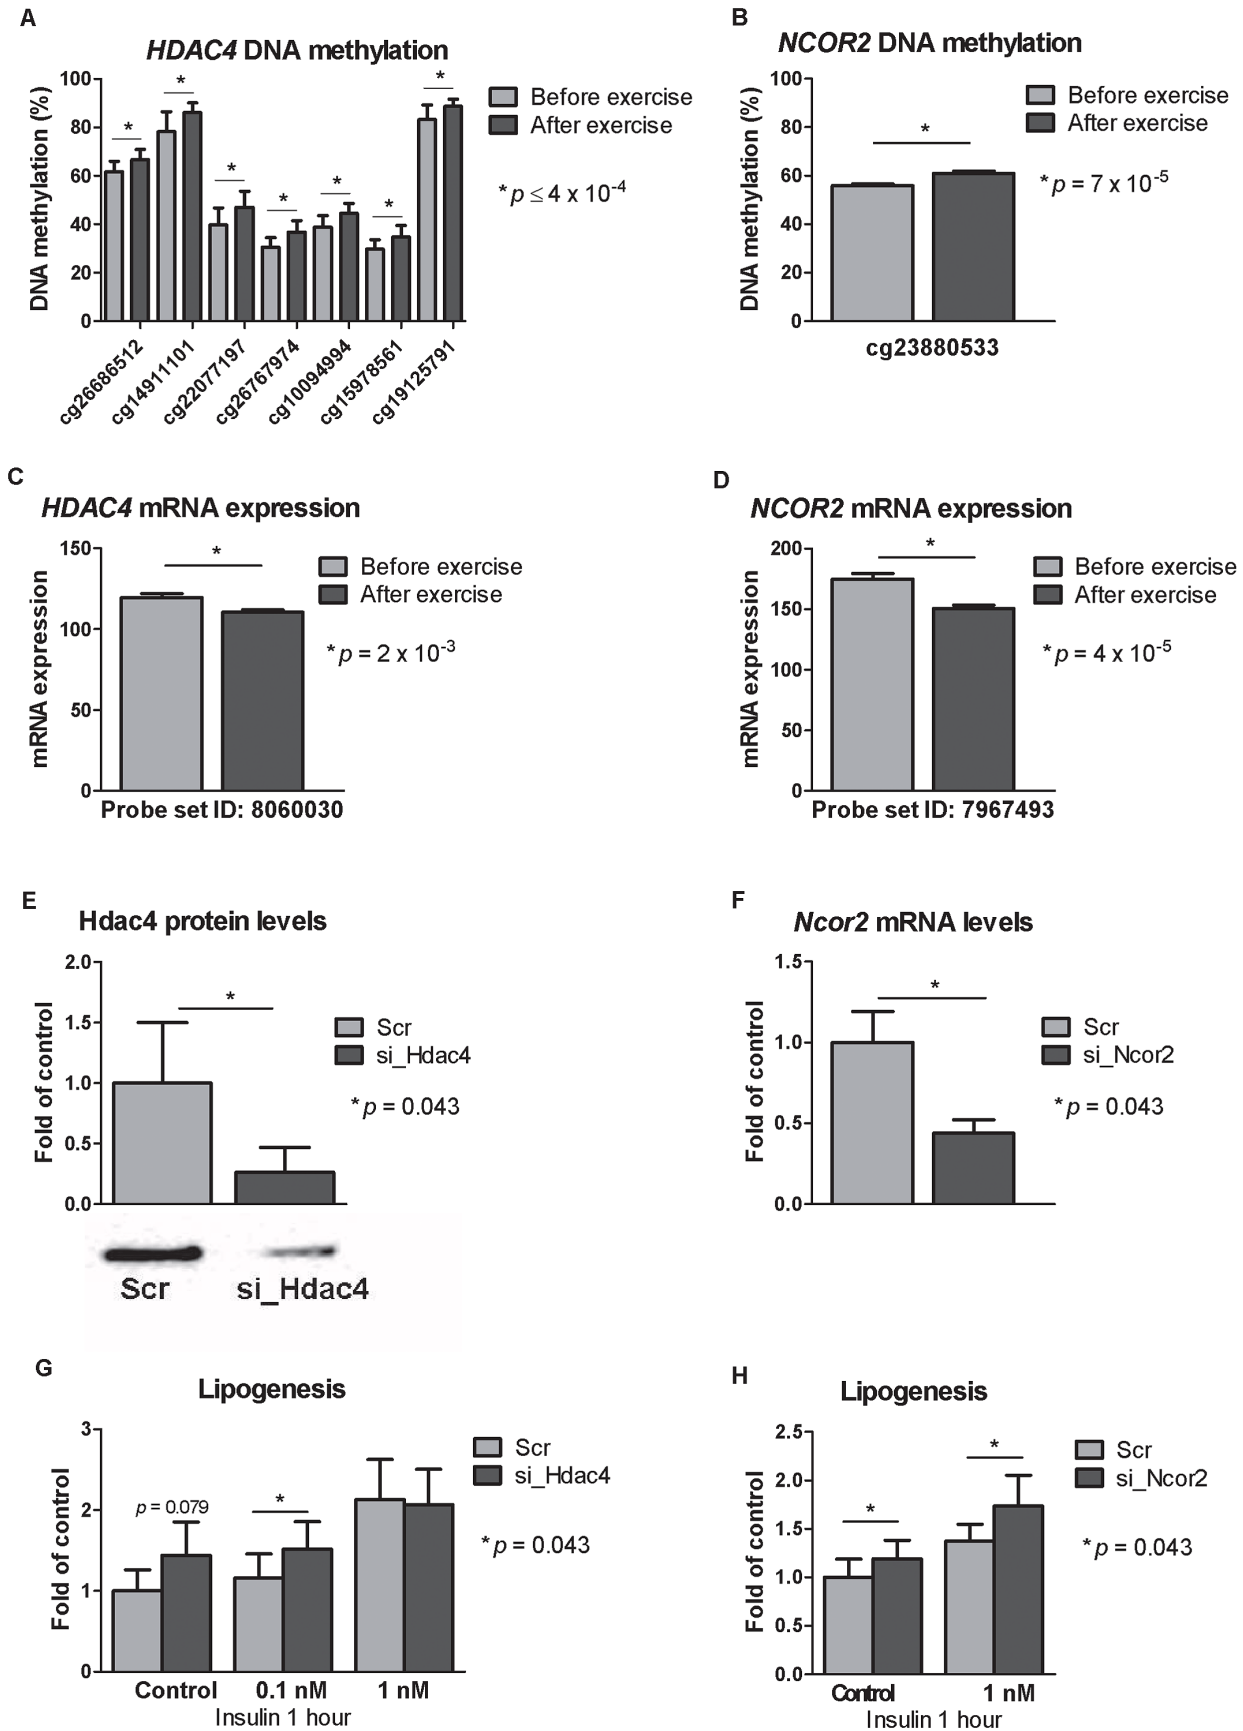 A
HDAC4 DNA methylation
DNA methylation (%)
100
80
60
40
20
0
* * * * * * *
cg26686512
cg14911101
cg22077197
cg26767974
cg10094994
cg15978561
cg19125791
Before exercise
After exercise
* p ≤ 4 x 10-4
B
NCOR2 DNA methylation
DNA methylation (%)
100
80
60
40
20
0
*
cg23880533
Before exercise
After exercise
* p = 7 x 10-5
C
HDAC4 mRNA expression
mRNA expression
150
100
50
0
*
Probe set ID: 8060030
Before exercise
After exercise
* p = 2 x 10-3
D
NCOR2 mRNA expression
mRNA expression
200
150
100
50
0
*
Probe set ID: 7967493
Before exercise
After exercise
* p = 4 x 10-5
E
Hdac4 protein levels
Fold of control
2.0
1.5
1.0
0.5
0.0
*
Scr
si_Hdac4
* p = 0.043
Scr si_Hdac4
F
Ncor2 mRNA levels
Fold of control
1.5
1.0
0.5
0.0
*
Scr
si_Ncor2
* p = 0.043
G
Lipogenesis
Fold of control
3
2
1
0
p = 0.079
*
Control 0.1 nM 1 nM
Insulin 1 hour
Scr
si_Hdac4
* p = 0.043
H
Lipogenesis
Fold of control
2.5
2.0
1.5
1.0
0.5
0.0
* *
Control 1 nM
Insulin 1 hour
Scr
si_Ncor2
* p = 0.043